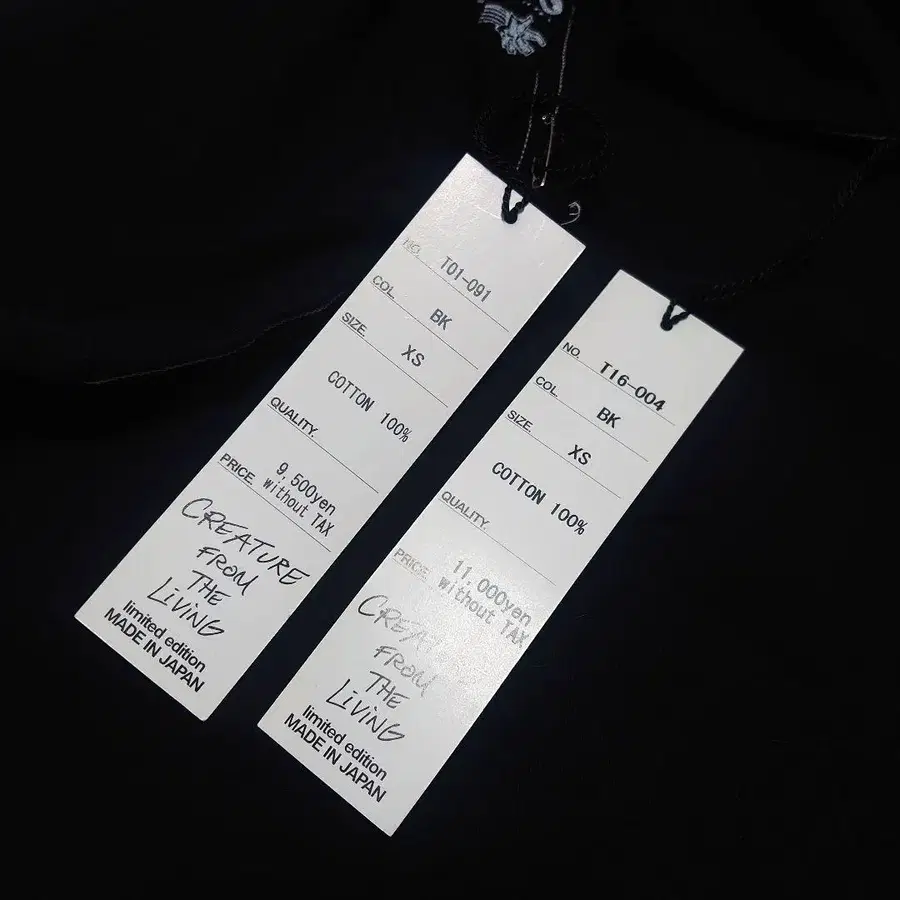 NO. T01-091
COL. BK
SIZE. XS
COTTON 100%
QUALITY.
PRICE. 9,500yen
without TAX
CREATURE
FROM
THE
LiViNG
limited edition
MADE IN JAPAN
NO. T16-004
COL. BK
SIZE. XS
COTTON 100%
QUALITY.
PRICE. 11,000yen
without TAX
CREATURE
FROM
THE
LiViNG
limited edition
MADE IN JAPAN